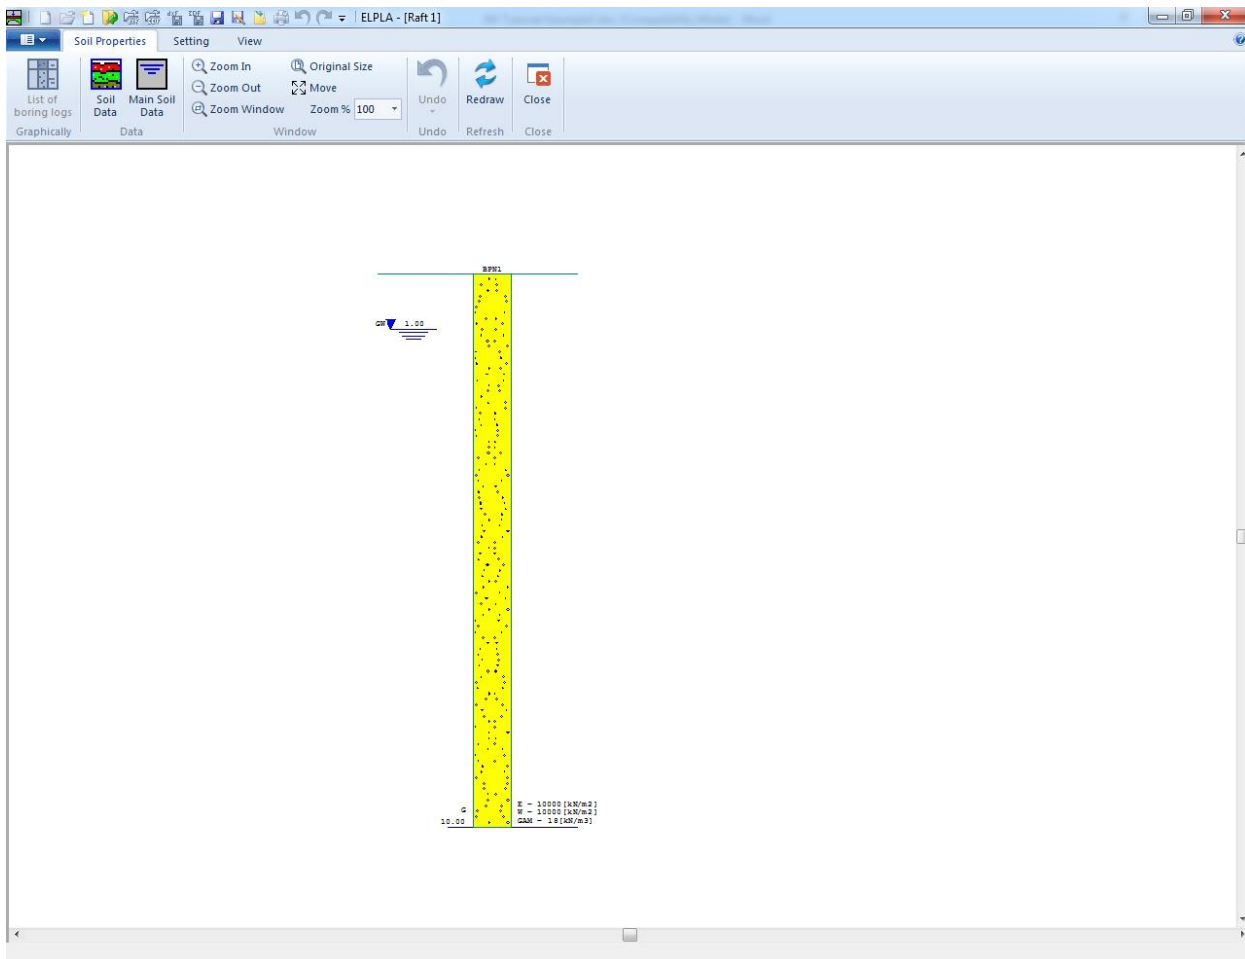 ELPLA - [Raft 1]
Soil Properties Setting View
List of boring logs
Soil Data
Main Soil Data
Zoom In
Zoom Out
Zoom Window
Original Size
Move
Zoom % 100
Undo
Redraw
Close
Graphically Data Window Undo Refresh Close
BPN1
GW 1.00
G
10.00
E = 10000[kN/m2]
W = 10000[kN/m2]
GAM = 18[kN/m3]